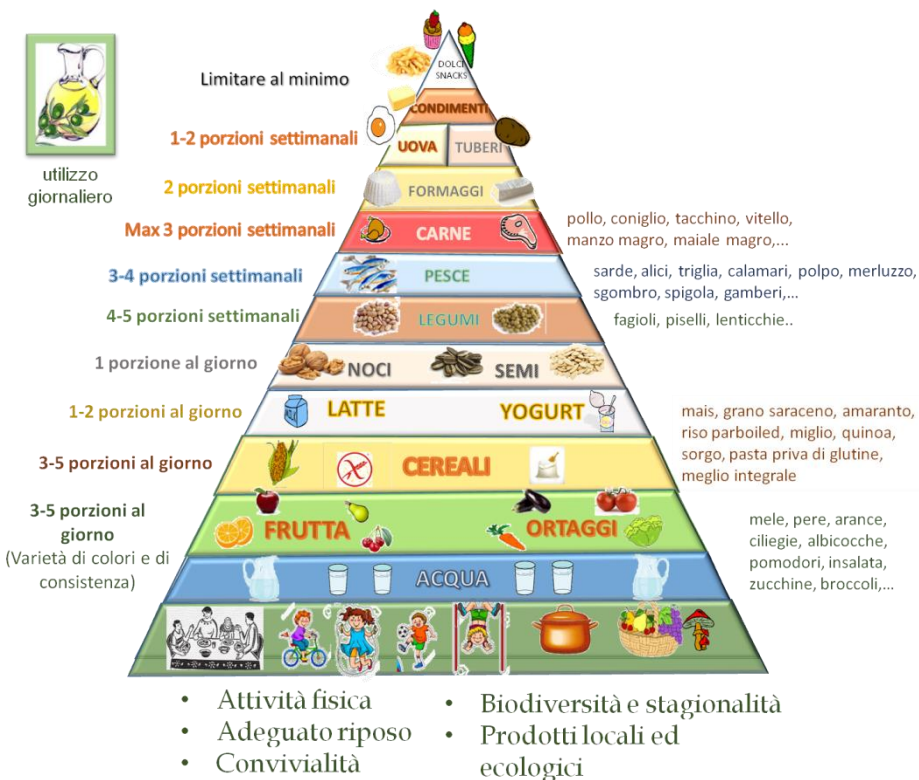 DOLCI
SNACKS
Limitare al minimo
CONDIMENTI
1-2 porzioni settimanali
UOVA
TUBERI
utilizzo
giornaliero
2 porzioni settimanali
FORMAGGI
Max 3 porzioni settimanali
CARNE
pollo, coniglio, tacchino, vitello,
manzo magro, maiale magro,...
3-4 porzioni settimanali
PESCE
sarde, alici, triglia, calamari, polpo, merluzzo,
sgombro, spigola, gamberi,...
4-5 porzioni settimanali
LEGUMI
fagioli, piselli, lenticchie..
1 porzione al giorno
NOCI
SEMI
1-2 porzioni al giorno
MILK
LATTE
YOGURT
mais, grano saraceno, amaranto,
riso parboiled, miglio, quinoa,
sorgo, pasta priva di glutine,
meglio integrale
3-5 porzioni al giorno
CEREALI
3-5 porzioni al
giorno
(Varietà di colori e di
consistenza)
FRUTTA
ORTAGGI
mele, pere, arance,
ciliegie, albicocche,
pomodori, insalata,
zucchine, broccoli,...
ACQUA
• Attività fisica
• Adeguato riposo
• Convivialità
• Biodiversità e stagionalità
• Prodotti locali ed
ecologici